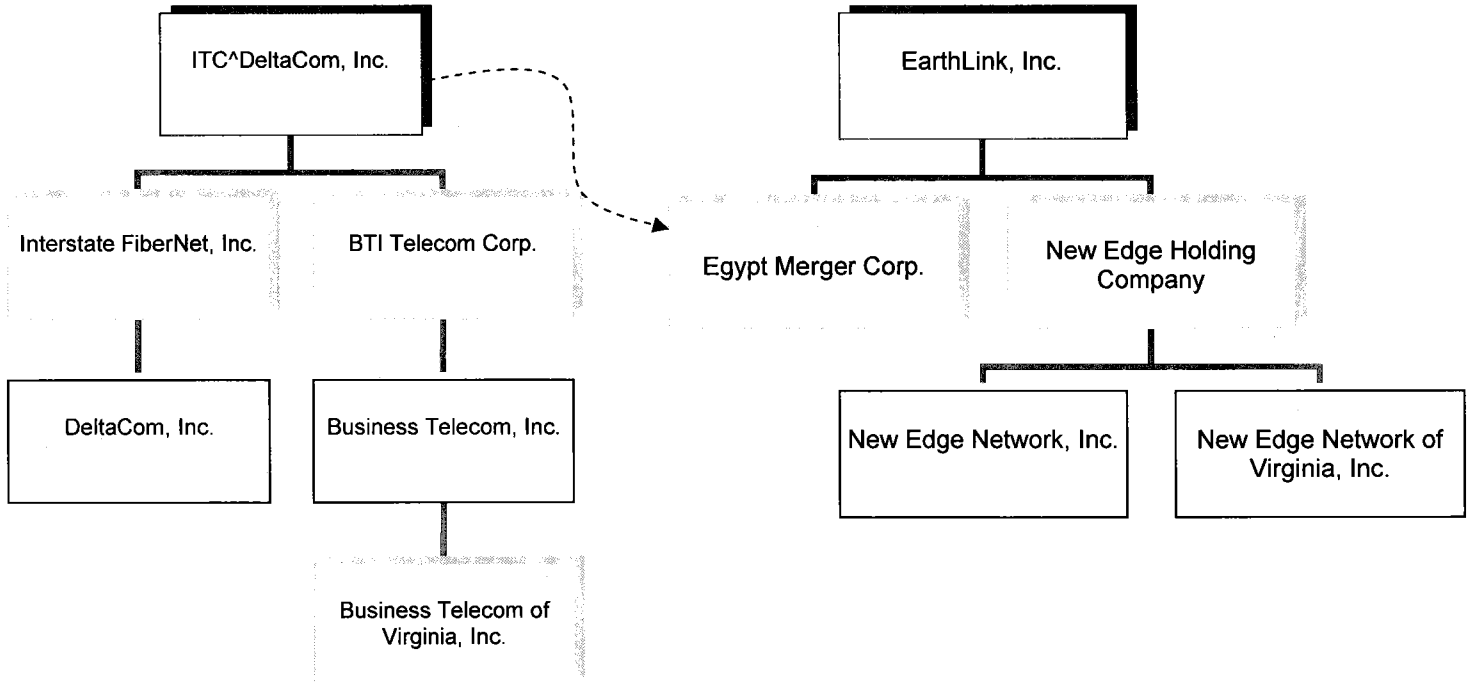 ITC^DeltaCom, Inc.
EarthLink, Inc.
Interstate FiberNet, Inc.
BTI Telecom Corp.
Egypt Merger Corp.
New Edge Holding
Company
DeltaCom, Inc.
Business Telecom, Inc.
New Edge Network, Inc.
New Edge Network of
Virginia, Inc.
Business Telecom of
Virginia, Inc.